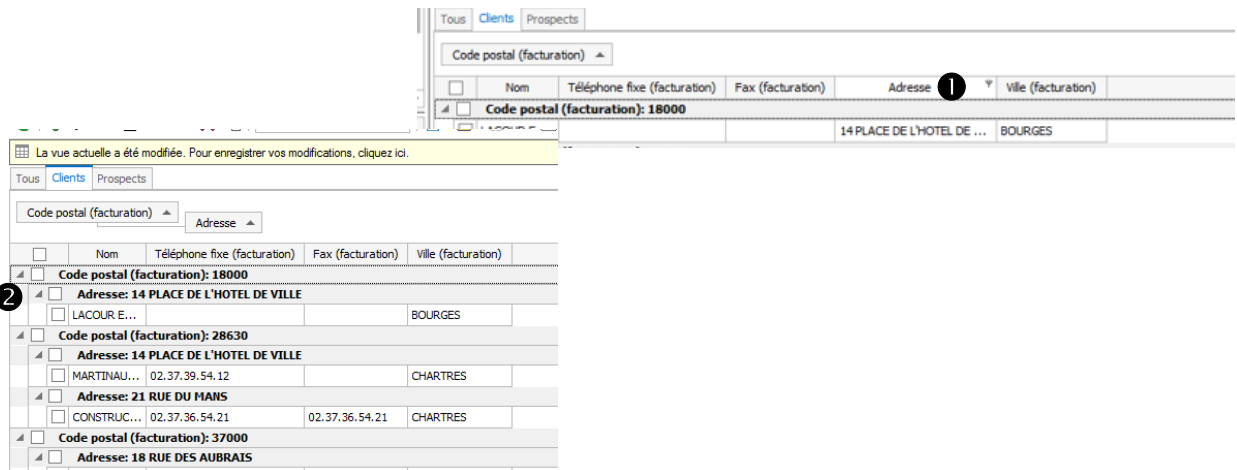 Tous Clients Prospects
Code postal (facturation)
Nom Téléphone fixe (facturation) Fax (facturation) Adresse 1 Ville (facturation)
Code postal (facturation): 18000
14 PLACE DE L'HOTEL DE ... BOURGES
La vue actuelle a été modifiée. Pour enregistrer vos modifications, cliquez ici.
Tous Clients Prospects
Code postal (facturation)
Adresse
Nom Téléphone fixe (facturation) Fax (facturation) Ville (facturation)
Code postal (facturation): 18000
2 Adresse: 14 PLACE DE L'HOTEL DE VILLE
LACOUR E... BOURGES
Code postal (facturation): 28630
Adresse: 14 PLACE DE L'HOTEL DE VILLE
MARTINAU... 02.37.39.54.12 CHARTRES
Adresse: 21 RUE DU MANS
CONSTRUC... 02.37.36.54.21 02.37.36.54.21 CHARTRES
Code postal (facturation): 37000
Adresse: 18 RUE DES AUBRAIS